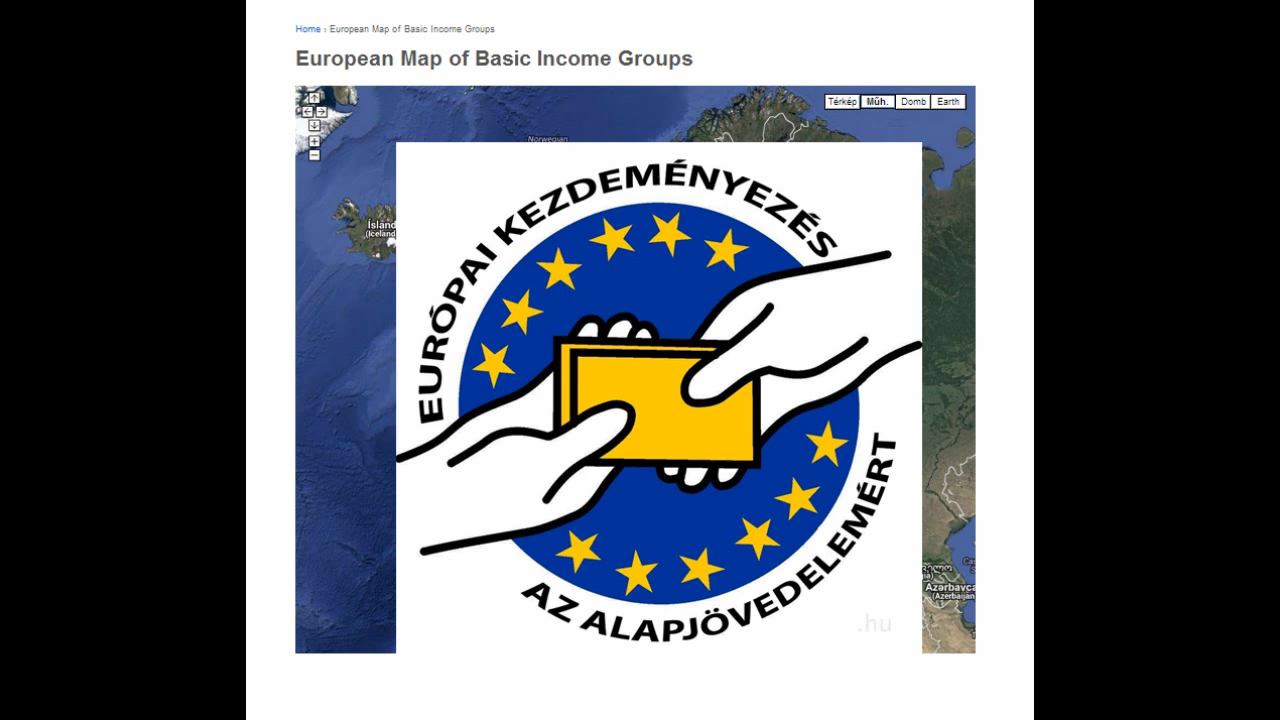 Home › European Map of Basic Income Groups
European Map of Basic Income Groups
Térkép Műh. Domb Earth
Norwegian
Ísland
(Iceland
EURÓPAI KEZDEMÉNYEZÉS
AZ ALAPJÖVEDELEMÉRT
Azərbayca
(Azerbaijan
.hu